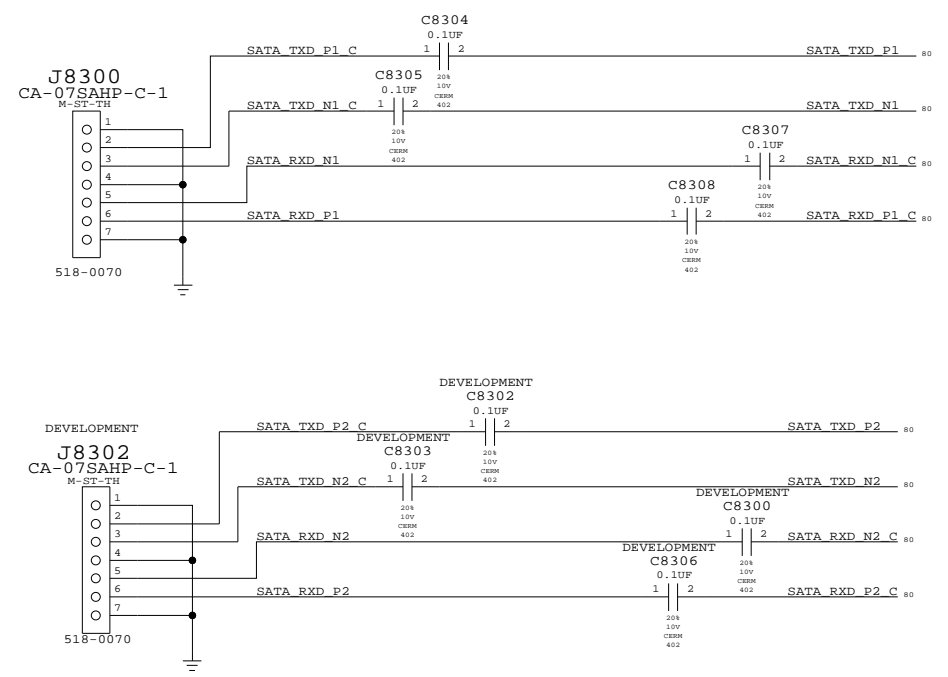 C8304
0.1UF
SATA_TXD_P1_C 1 2 SATA_TXD_P1 80
20%
10V
CERM
402
J8300
CA-07SAHP-C-1
M-ST-TH
C8305
0.1UF
SATA_TXD_N1_C 1 2 SATA_TXD_N1 80
20%
10V
CERM
402
C8307
0.1UF
SATA_RXD_N1 1 2 SATA_RXD_N1_C 80
20%
10V
CERM
402
C8308
0.1UF
SATA_RXD_P1 1 2 SATA_RXD_P1_C 80
20%
10V
CERM
402
1
2
3
4
5
6
7
518-0070
DEVELOPMENT
C8302
0.1UF
SATA_TXD_P2_C 1 2 SATA_TXD_P2 80
20%
10V
CERM
402
DEVELOPMENT
J8302
CA-07SAHP-C-1
M-ST-TH
DEVELOPMENT
C8303
0.1UF
SATA_TXD_N2_C 1 2 SATA_TXD_N2 80
20%
10V
CERM
402
DEVELOPMENT
C8300
0.1UF
SATA_RXD_N2 1 2 SATA_RXD_N2_C 80
20%
10V
CERM
402
DEVELOPMENT
C8306
0.1UF
SATA_RXD_P2 1 2 SATA_RXD_P2_C 80
20%
10V
CERM
402
1
2
3
4
5
6
7
518-0070